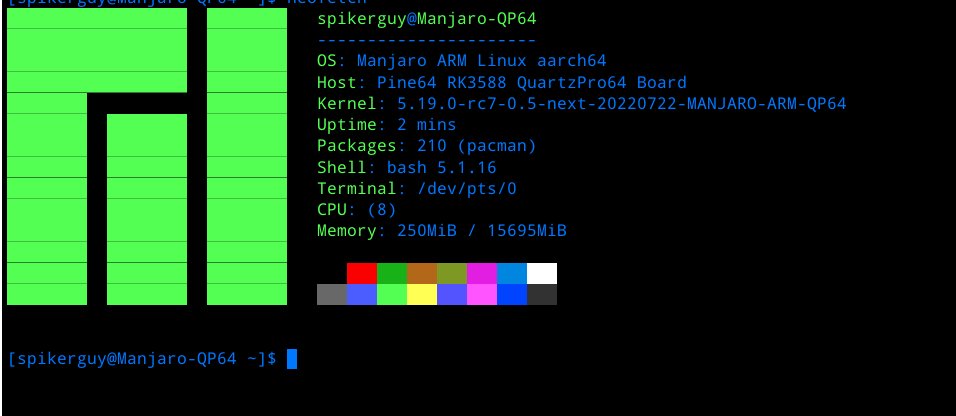 [spikerguy@Manjaro-QP64 ~]$ neofetch
spikerguy@Manjaro-QP64
----------------------
OS: Manjaro ARM Linux aarch64
Host: Pine64 RK3588 QuartzPro64 Board
Kernel: 5.19.0-rc7-0.5-next-20220722-MANJARO-ARM-QP64
Uptime: 2 mins
Packages: 210 (pacman)
Shell: bash 5.1.16
Terminal: /dev/pts/0
CPU: (8)
Memory: 250MiB / 15695MiB
[spikerguy@Manjaro-QP64 ~]$